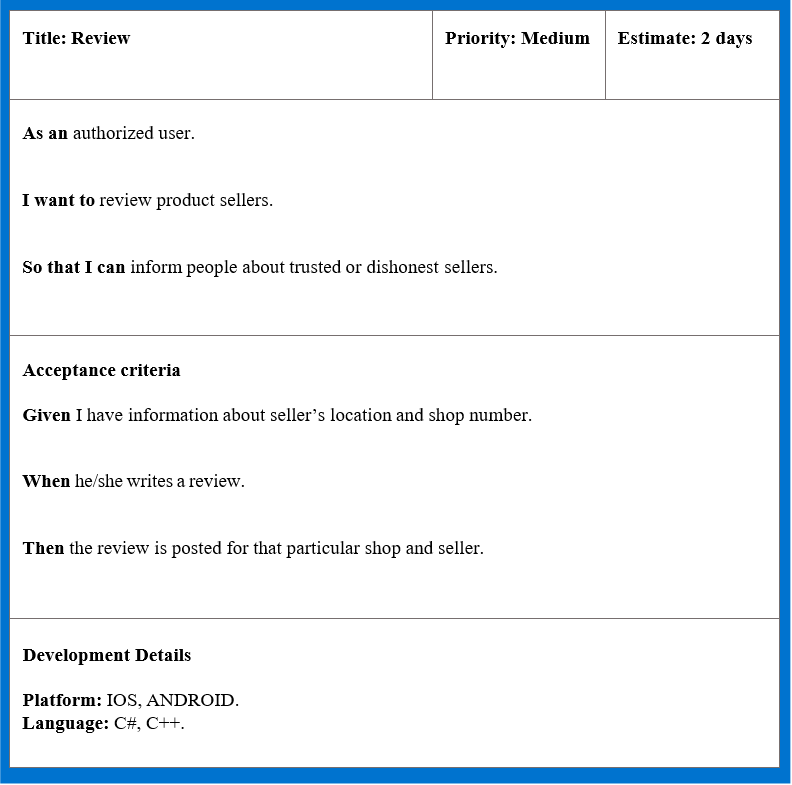 Title: Review
Priority: Medium
Estimate: 2 days
As an authorized user.
I want to review product sellers.
So that I can inform people about trusted or dishonest sellers.
Acceptance criteria
Given I have information about seller’s location and shop number.
When he/she writes a review.
Then the review is posted for that particular shop and seller.
Development Details
Platform: IOS, ANDROID.
Language: C#, C++.